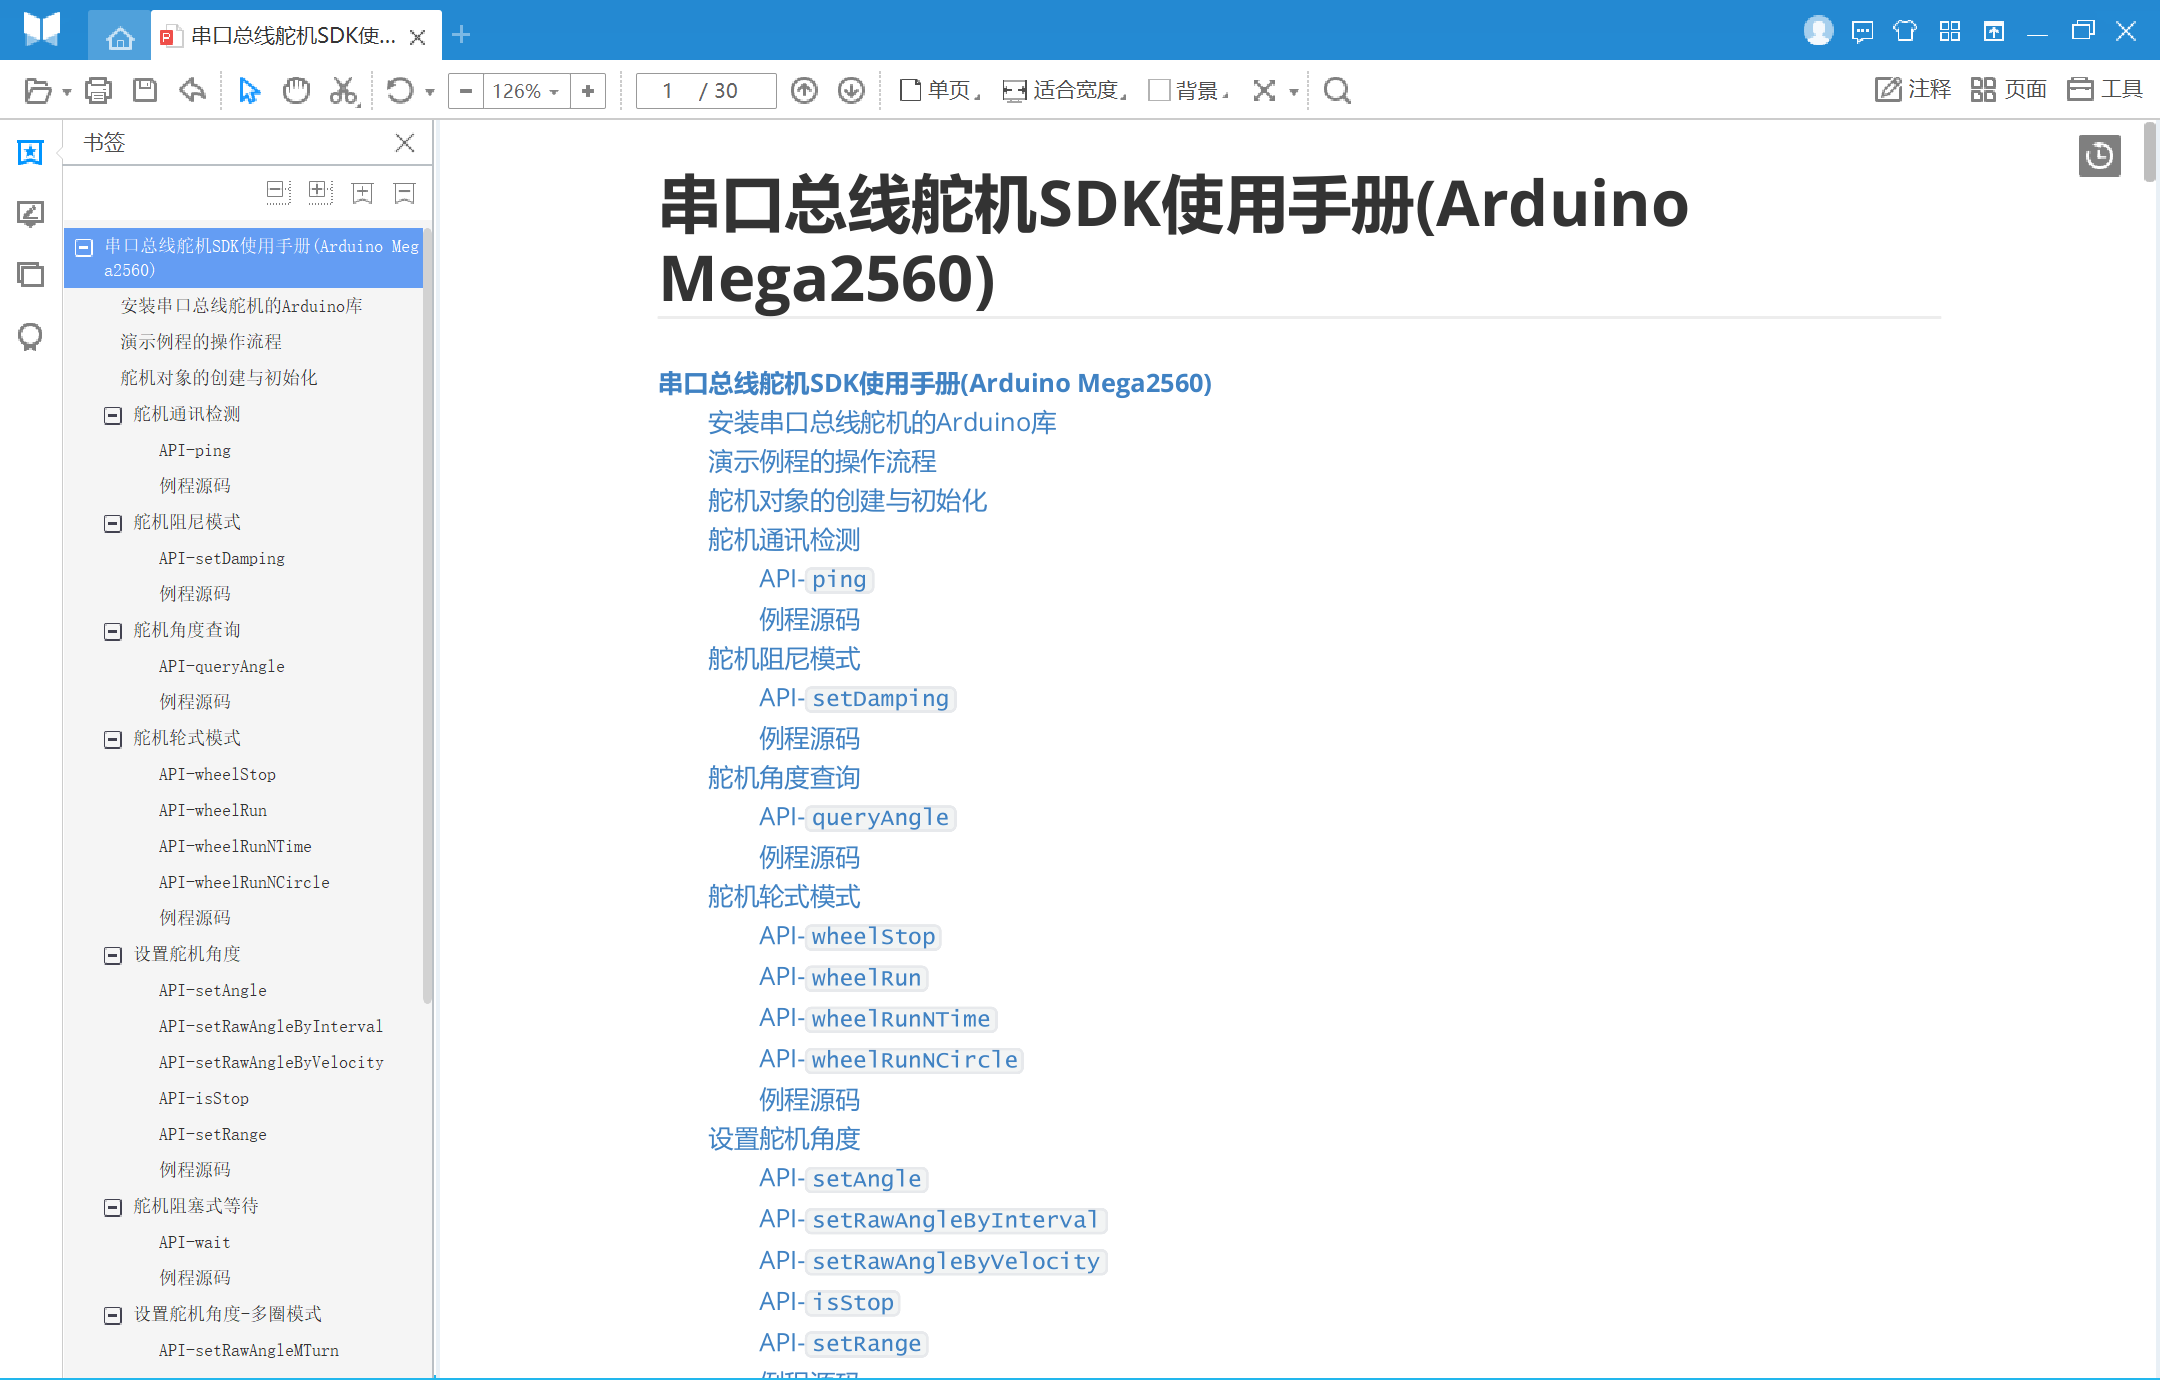 串口总线舵机SDK使...
126%
1 / 30
单页
适合宽度
背景
注释
页面
工具
书签
串口总线舵机SDK使用手册(Arduino Meg
a2560)
安装串口总线舵机的Arduino库
演示例程的操作流程
舵机对象的创建与初始化
舵机通讯检测
API-ping
例程源码
舵机阻尼模式
API-setDamping
例程源码
舵机角度查询
API-queryAngle
例程源码
舵机轮式模式
API-wheelStop
API-wheelRun
API-wheelRunNTime
API-wheelRunNCircle
例程源码
设置舵机角度
API-setAngle
API-setRawAngleByInterval
API-setRawAngleByVelocity
API-isStop
API-setRange
例程源码
舵机阻塞式等待
API-wait
例程源码
设置舵机角度-多圈模式
API-setRawAngleMTurn
串口总线舵机SDK使用手册(Arduino
Mega2560)
串口总线舵机SDK使用手册(Arduino Mega2560)
安装串口总线舵机的Arduino库
演示例程的操作流程
舵机对象的创建与初始化
舵机通讯检测
API-ping
例程源码
舵机阻尼模式
API-setDamping
例程源码
舵机角度查询
API-queryAngle
例程源码
舵机轮式模式
API-wheelStop
API-wheelRun
API-wheelRunNTime
API-wheelRunNCircle
例程源码
设置舵机角度
API-setAngle
API-setRawAngleByInterval
API-setRawAngleByVelocity
API-isStop
API-setRange
例程源码